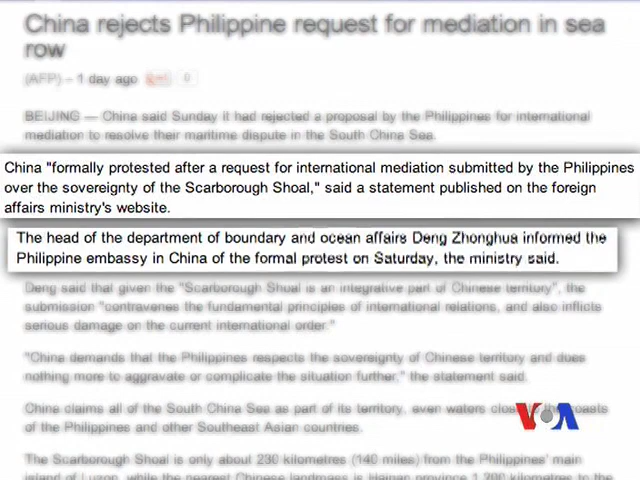 China rejects Philippine request for mediation in sea
row
(AFP) – 1 day ago 0
BEIJING — China said Sunday it had rejected a proposal by the Philippines for international
mediation to resolve their maritime dispute in the South China Sea.
China "formally protested after a request for international mediation submitted by the Philippines
over the sovereignty of the Scarborough Shoal," said a statement published on the foreign
affairs ministry's website.
The head of the department of boundary and ocean affairs Deng Zhonghua informed the
Philippine embassy in China of the formal protest on Saturday, the ministry said.
Deng said that given the "Scarborough Shoal is an integrative part of Chinese territory", the
submission "contravenes the fundamental principles of international relations, and also inflicts
serious damage on the current international order."
"China demands that the Philippines respects the sovereignty of Chinese territory and does
nothing more to aggravate or complicate the situation further," the statement said.
China claims all of the South China Sea as part of its territory, even waters close to the coasts
of the Philippines and other Southeast Asian countries.
VOA
The Scarborough Shoal is only about 230 kilometres (140 miles) from the Philippines' main
island of Luzon, while the nearest Chinese landmass is Hainan province 1,200 kilometres to the